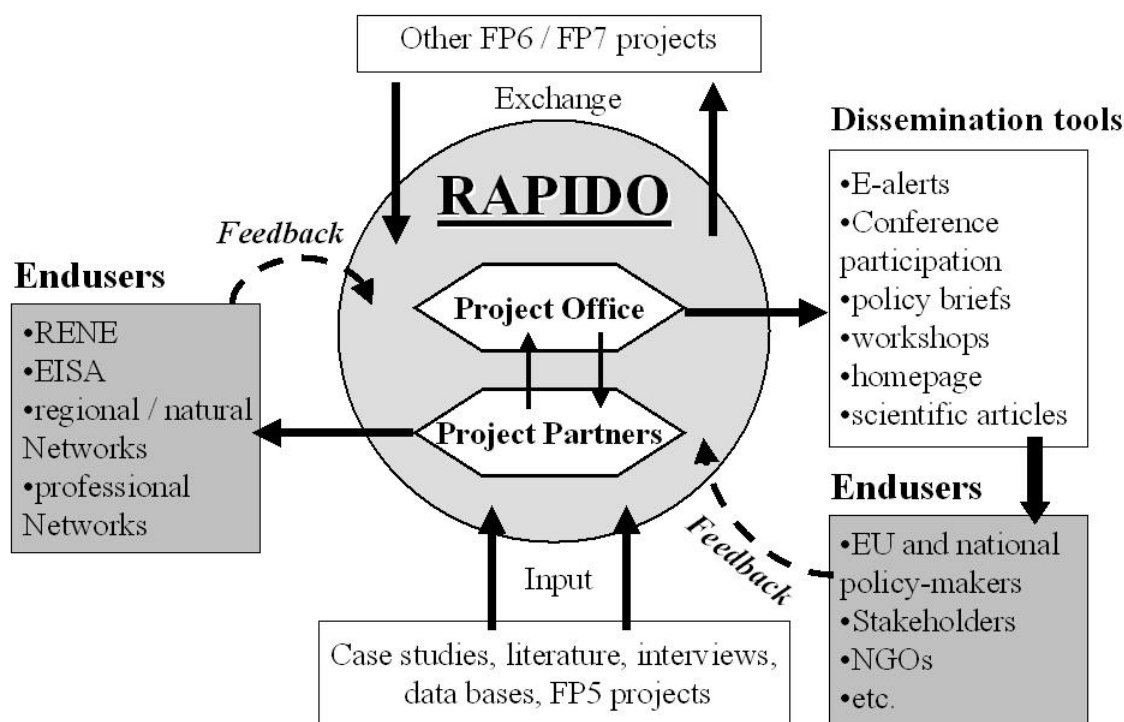 Other FP6 / FP7 projects
Exchange
RAPIDO
Feedback
Endusers
•RENE
•EISA
•regional / natural
Networks
•professional
Networks
Project Office
Project Partners
Dissemination tools
•E-alerts
•Conference
participation
•policy briefs
•workshops
•homepage
•scientific articles
Endusers
•EU and national
policy-makers
•Stakeholders
•NGOs
•etc.
Feedback
Input
Case studies, literature, interviews,
data bases, FP5 projects